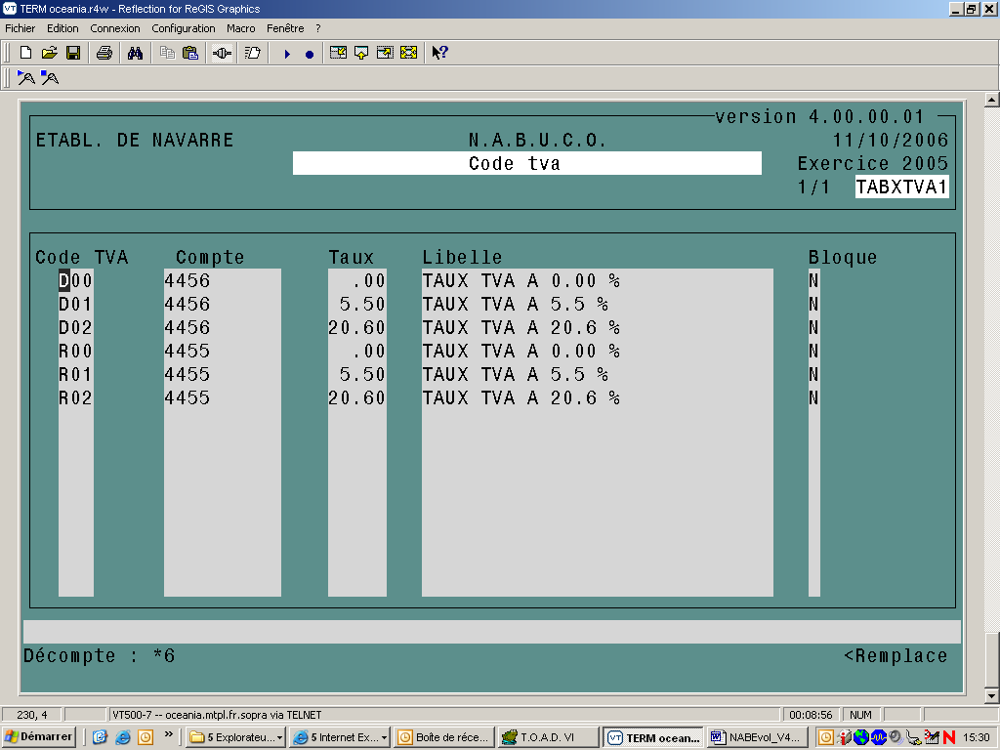 TERM oceania.r4w - Reflection for ReGIS Graphics
Fichier Edition Connexion Configuration Macro Fenêtre ?
version 4.00.00.01
ETABL. DE NAVARRE N.A.B.U.C.O. 11/10/2006
Code tva Exercice 2005
1/1 TABXTVA1
Code TVA Compte Taux Libelle Bloque
D00 4456 .00 TAUX TVA A 0.00 % N
D01 4456 5.50 TAUX TVA A 5.5 % N
D02 4456 20.60 TAUX TVA A 20.6 % N
R00 4455 .00 TAUX TVA A 0.00 % N
R01 4455 5.50 TAUX TVA A 5.5 % N
R02 4455 20.60 TAUX TVA A 20.6 % N
Décompte : *6 <Remplace
230, 4 VT500-7 -- oceania.mtpl.fr.sopra via TELNET 00:08:56 NUM
Démarrer » 5 Explorateu... 5 Internet Ex... Boîte de réce... T.O.A.D. VI TERM oceani... NABEvol_V4... 15:30